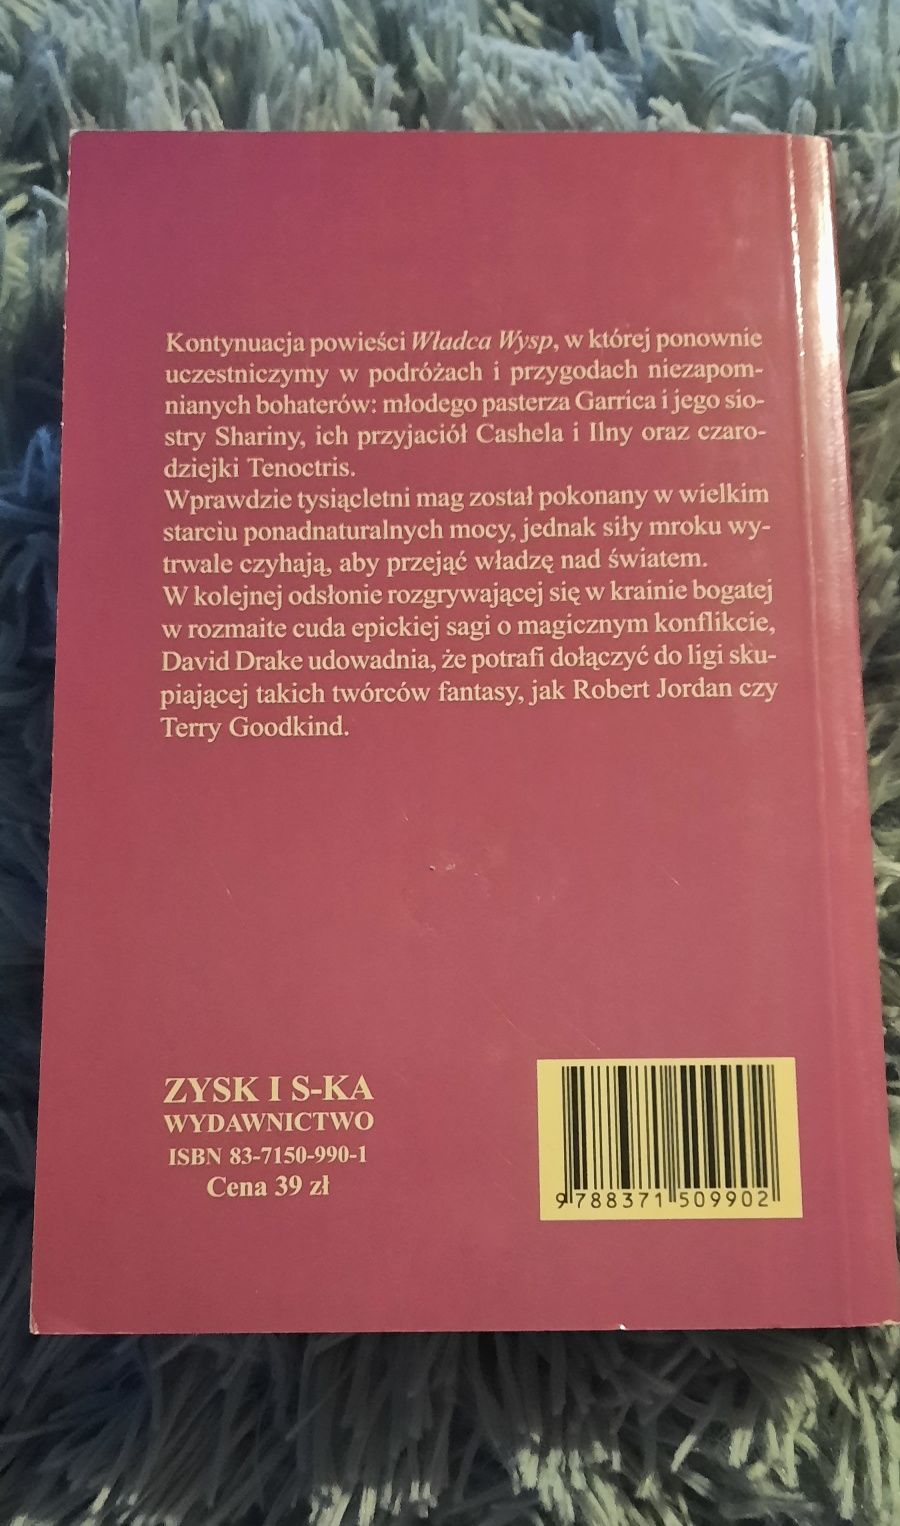 Kontynuacja powieści Władca Wysp, w której ponownie
uczestniczymy w podróżach i przygodach niezapom-
nianych bohaterów: młodego pasterza Garrica i jego sio-
stry Shariny, ich przyjaciół Cashela i Ilny oraz czaro-
dziejki Tenoctris.
Wprawdzie tysiącletni mag został pokonany w wielkim
starciu ponadnaturalnych mocy, jednak siły mroku wy-
trwale czyhają, aby przejąć władzę nad światem.
W kolejnej odsłonie rozgrywającej się w krainie bogatej
w rozmaite cuda epickiej sagi o magicznym konflikcie,
David Drake udowadnia, że potrafi dołączyć do ligi sku-
piającej takich twórców fantasy, jak Robert Jordan czy
Terry Goodkind.
ZYSK I S-KA
WYDAWNICTWO
ISBN 83-7150-990-1
Cena 39 zł
9788371509902